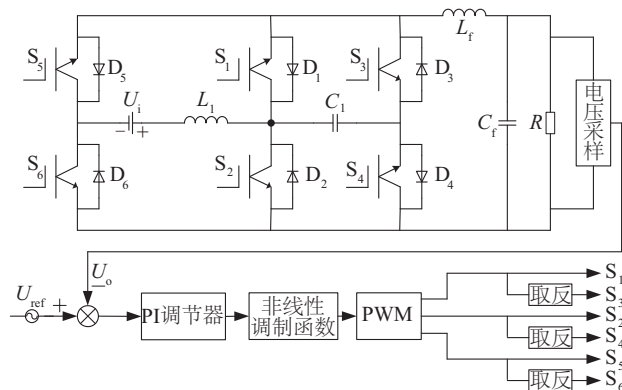 L_f
S_5
D_5
S_1
D_1
S_3
D_3
U_i
− +
L_1
C_1
C_f
R
电压采样
S_6
D_6
S_2
D_2
S_4
D_4
U_o
−
U_ref
+
PI调节器
非线性
调制函数
PWM
S_1
取反
S_3
S_2
取反
S_4
S_5
取反
S_6